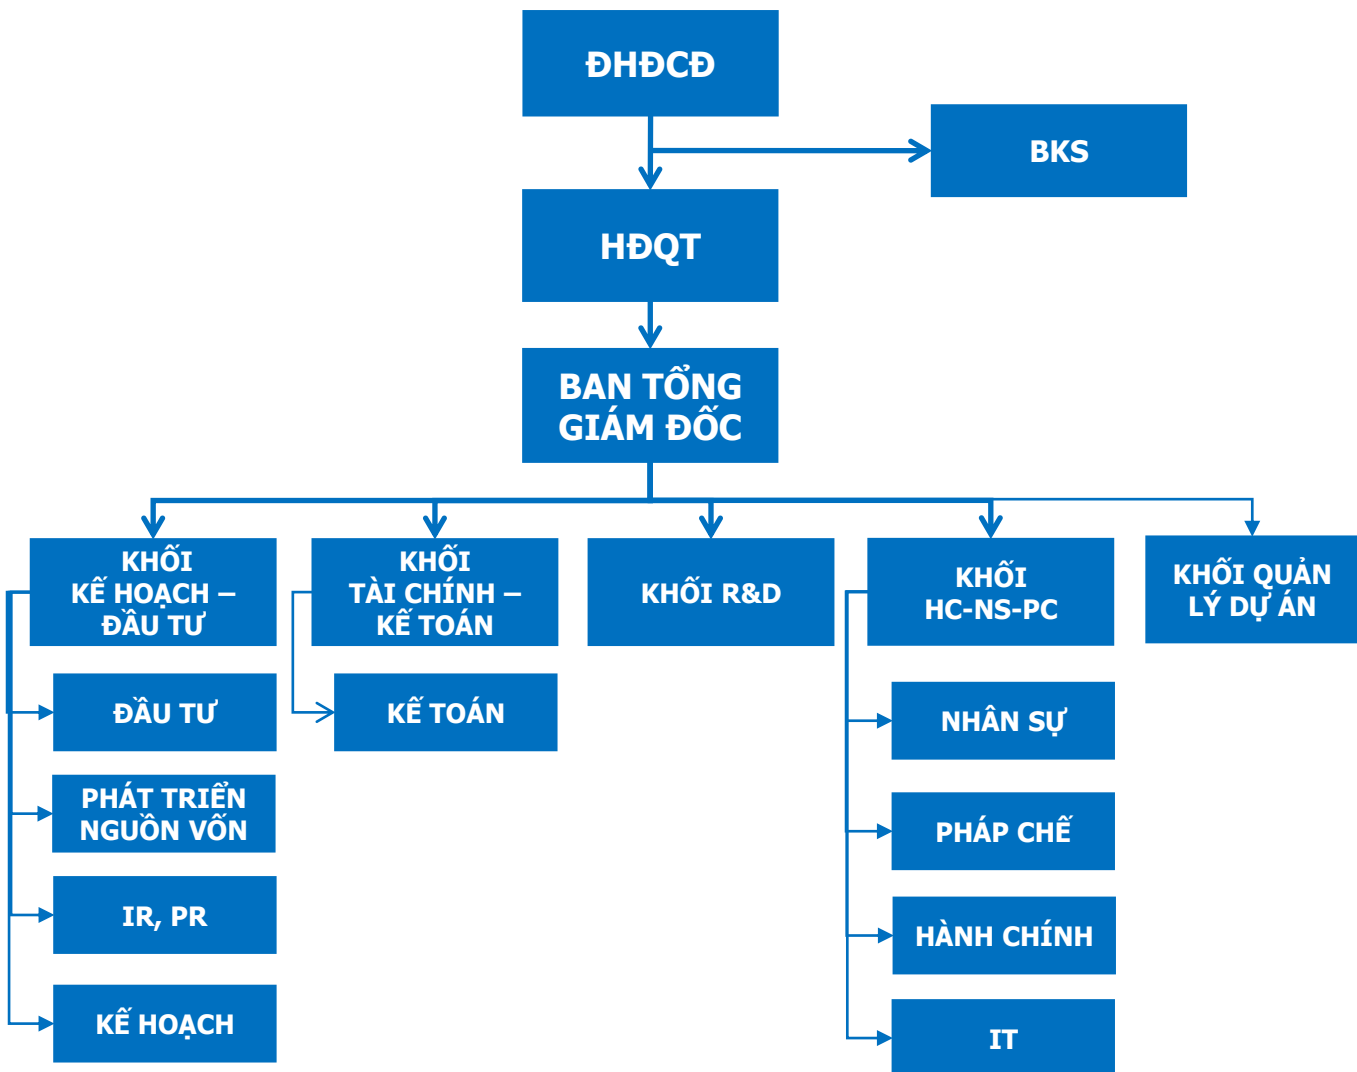 ĐHĐCĐ
BKS
HĐQT
BAN TỔNG
GIÁM ĐỐC
KHỐI
KẾ HOẠCH –
ĐẦU TƯ
KHỐI
TÀI CHÍNH –
KẾ TOÁN
KHỐI R&D
KHỐI
HC-NS-PC
KHỐI QUẢN
LÝ DỰ ÁN
ĐẦU TƯ
PHÁT TRIỂN
NGUỒN VỐN
IR, PR
KẾ HOẠCH
KẾ TOÁN
NHÂN SỰ
PHÁP CHẾ
HÀNH CHÍNH
IT